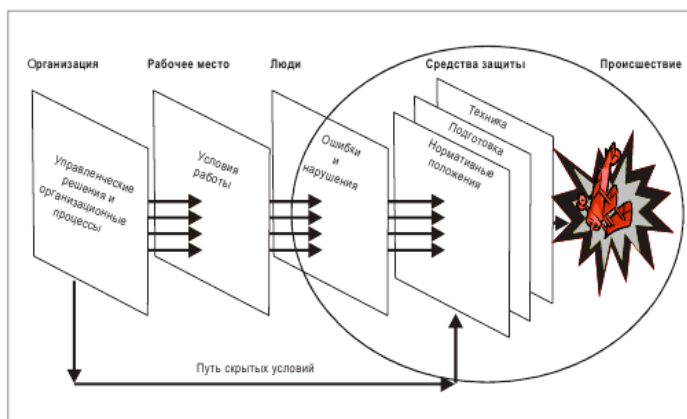 Организация
Рабочее место
Люди
Средства защиты
Происшествие
Управленческие
решения и
организационные
процессы
Условия
работы
Ошибки
и
нарушения
Техника
Подготовка
Нормативные
положения
Путь скрытых условий